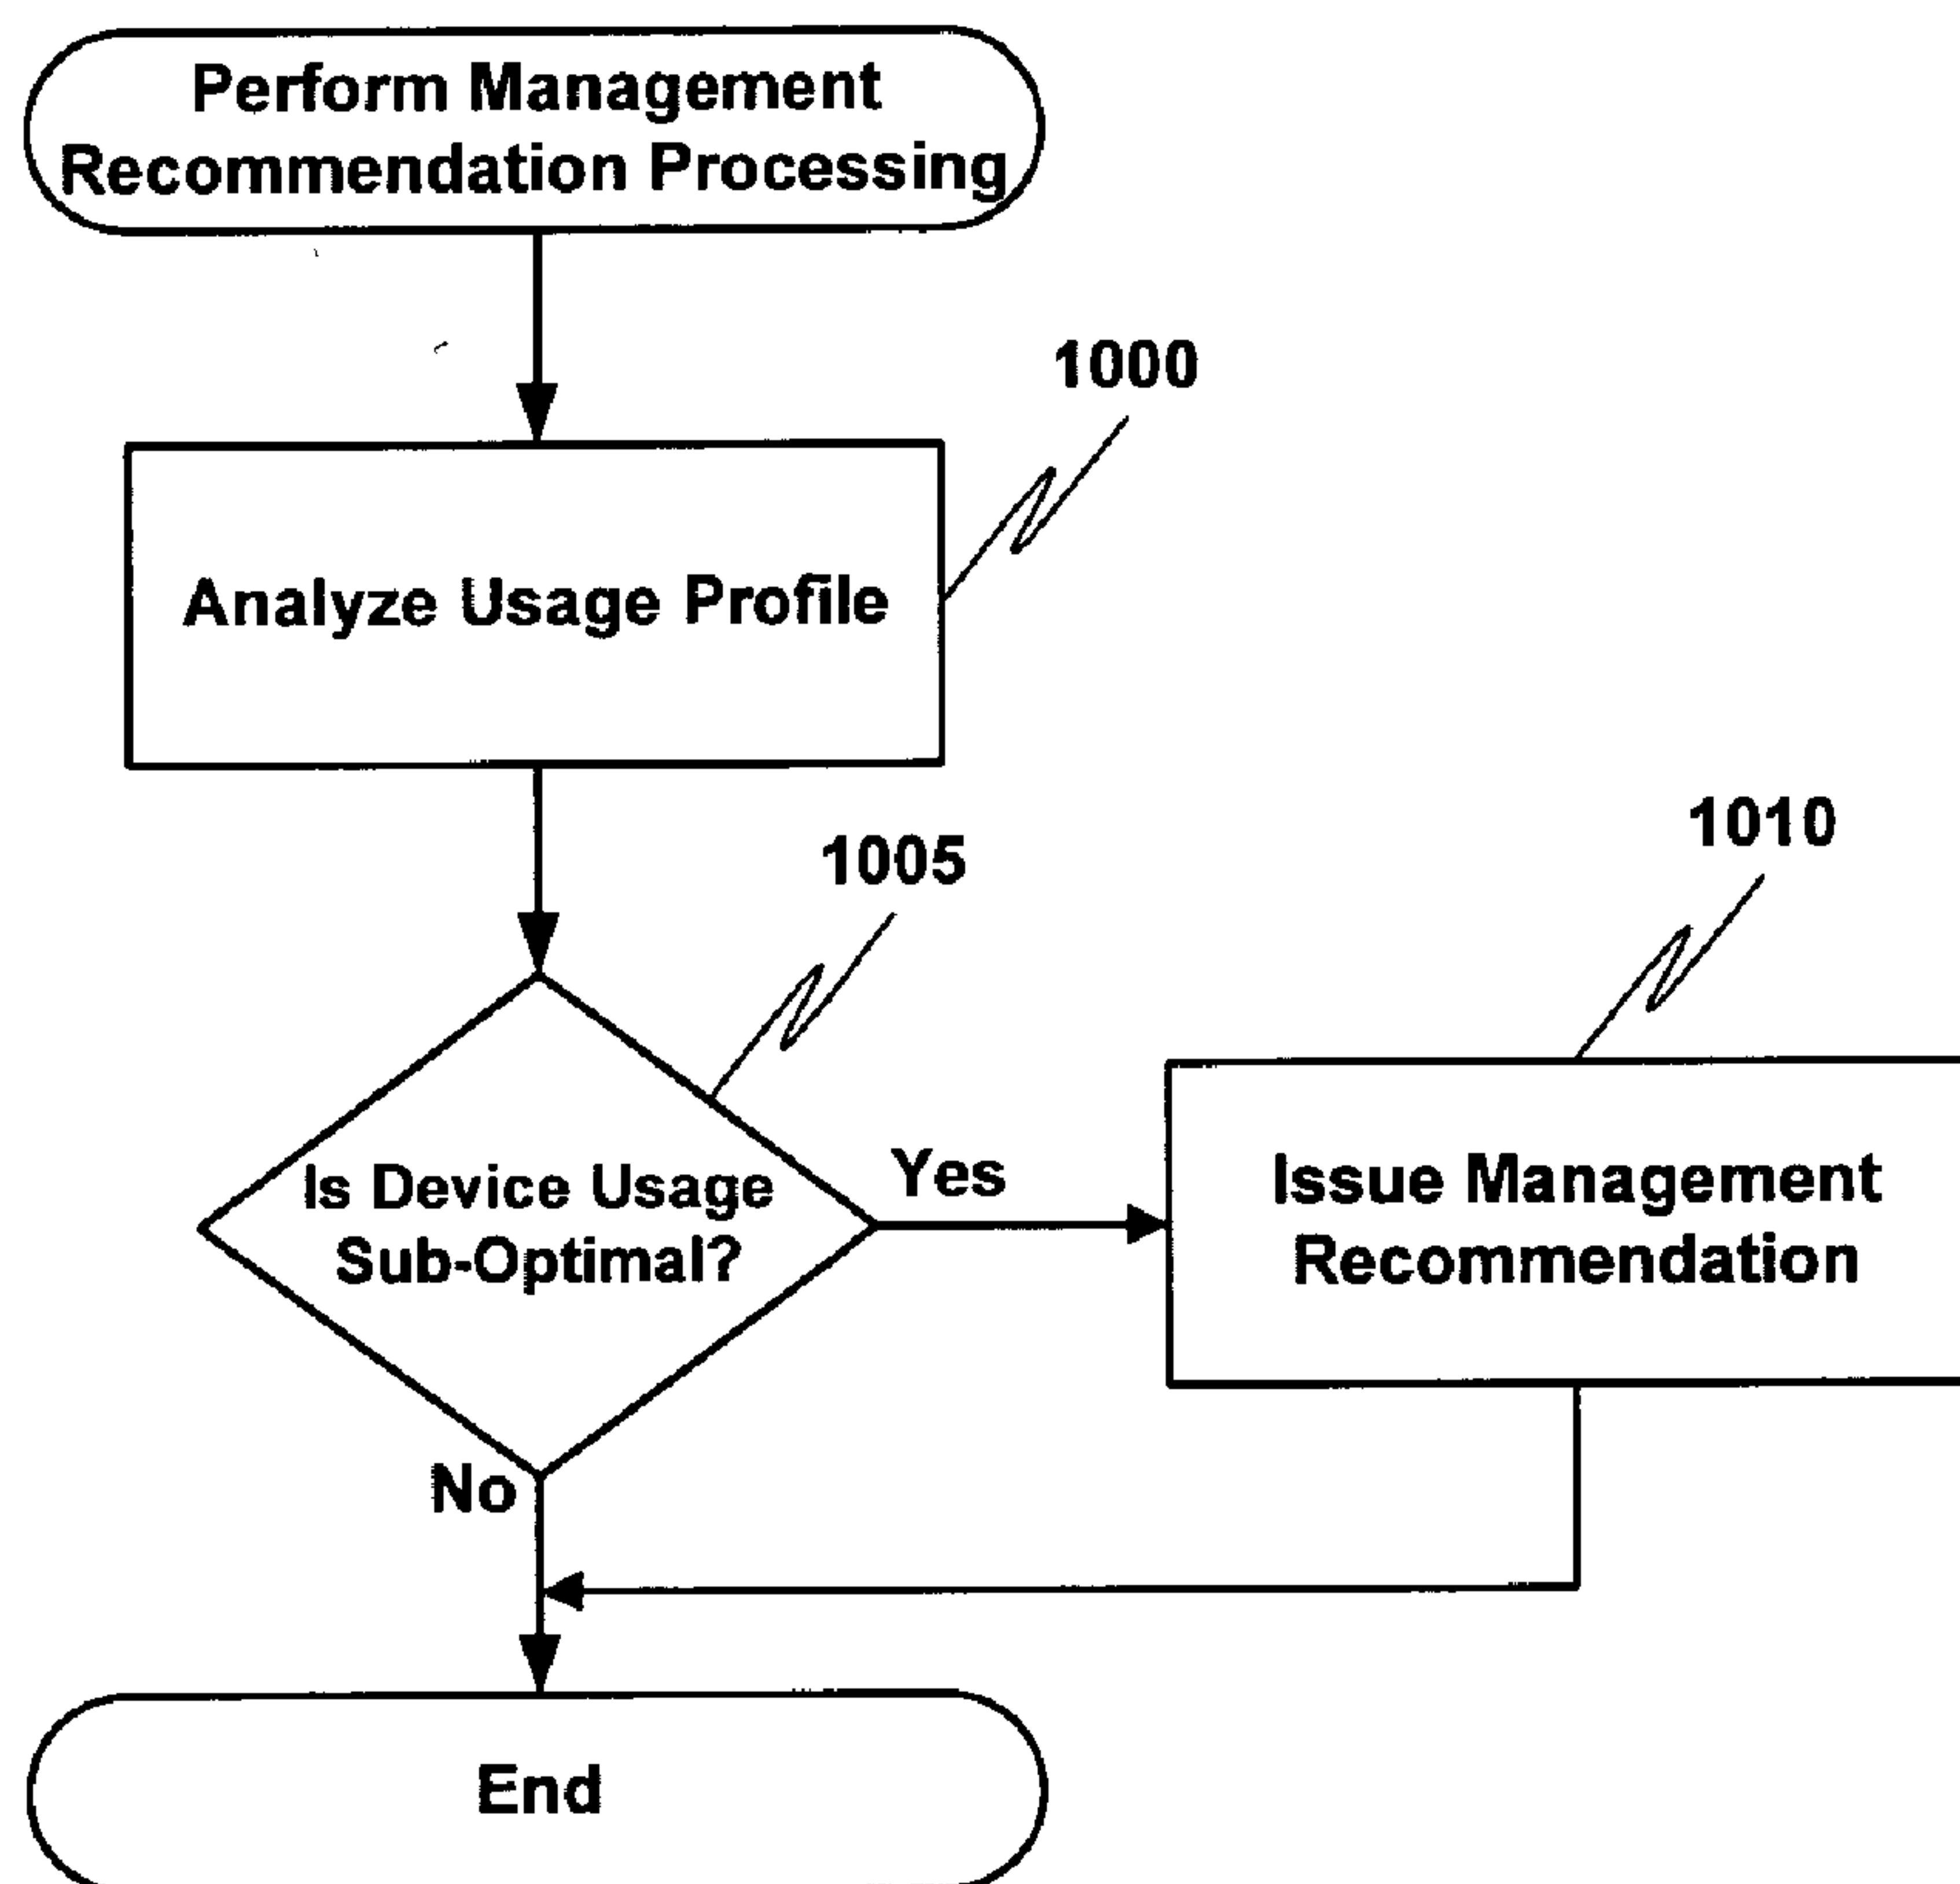 Perform Management
Recommendation Processing
1000
Analyze Usage Profile
1005
1010
Is Device Usage
Sub-Optimal?
Yes
Issue Management
Recommendation
No
End